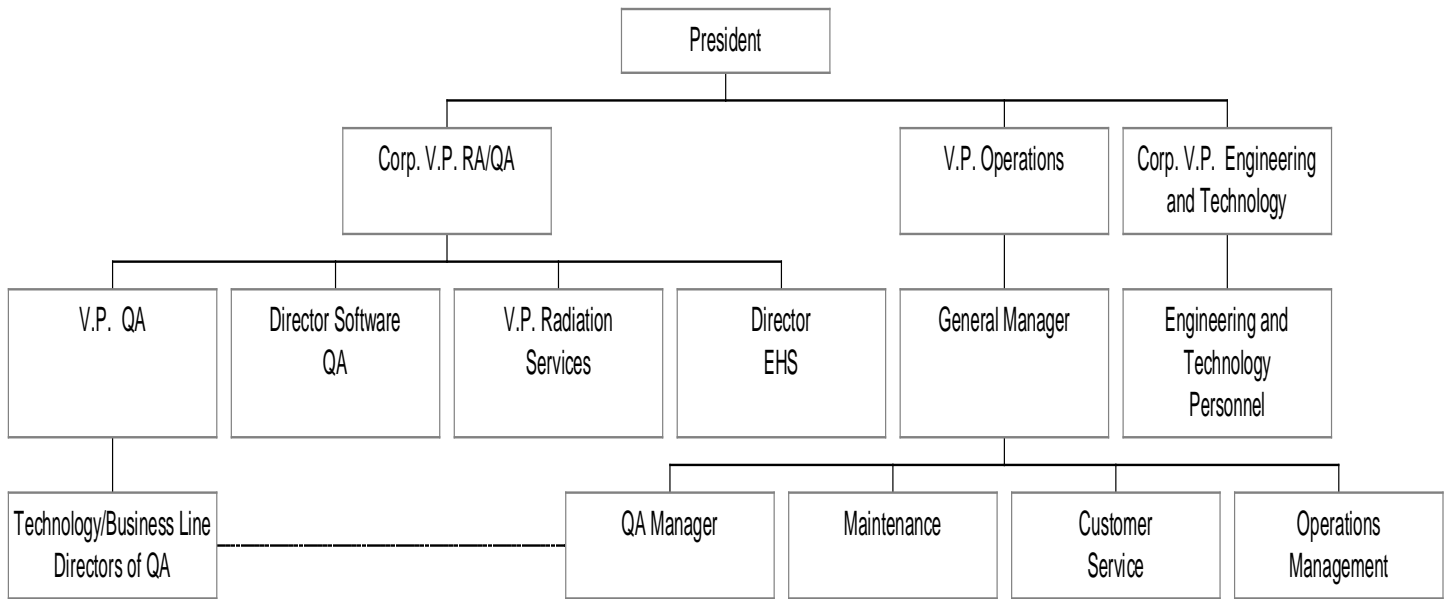 President
Corp. V.P. RA/QA
V.P. Operations
Corp. V.P. Engineering
and Technology
V.P. QA
Director Software
QA
V.P. Radiation
Services
Director
EHS
General Manager
Engineering and
Technology
Personnel
Technology/Business Line
Directors of QA
QA Manager
Maintenance
Customer
Service
Operations
Management